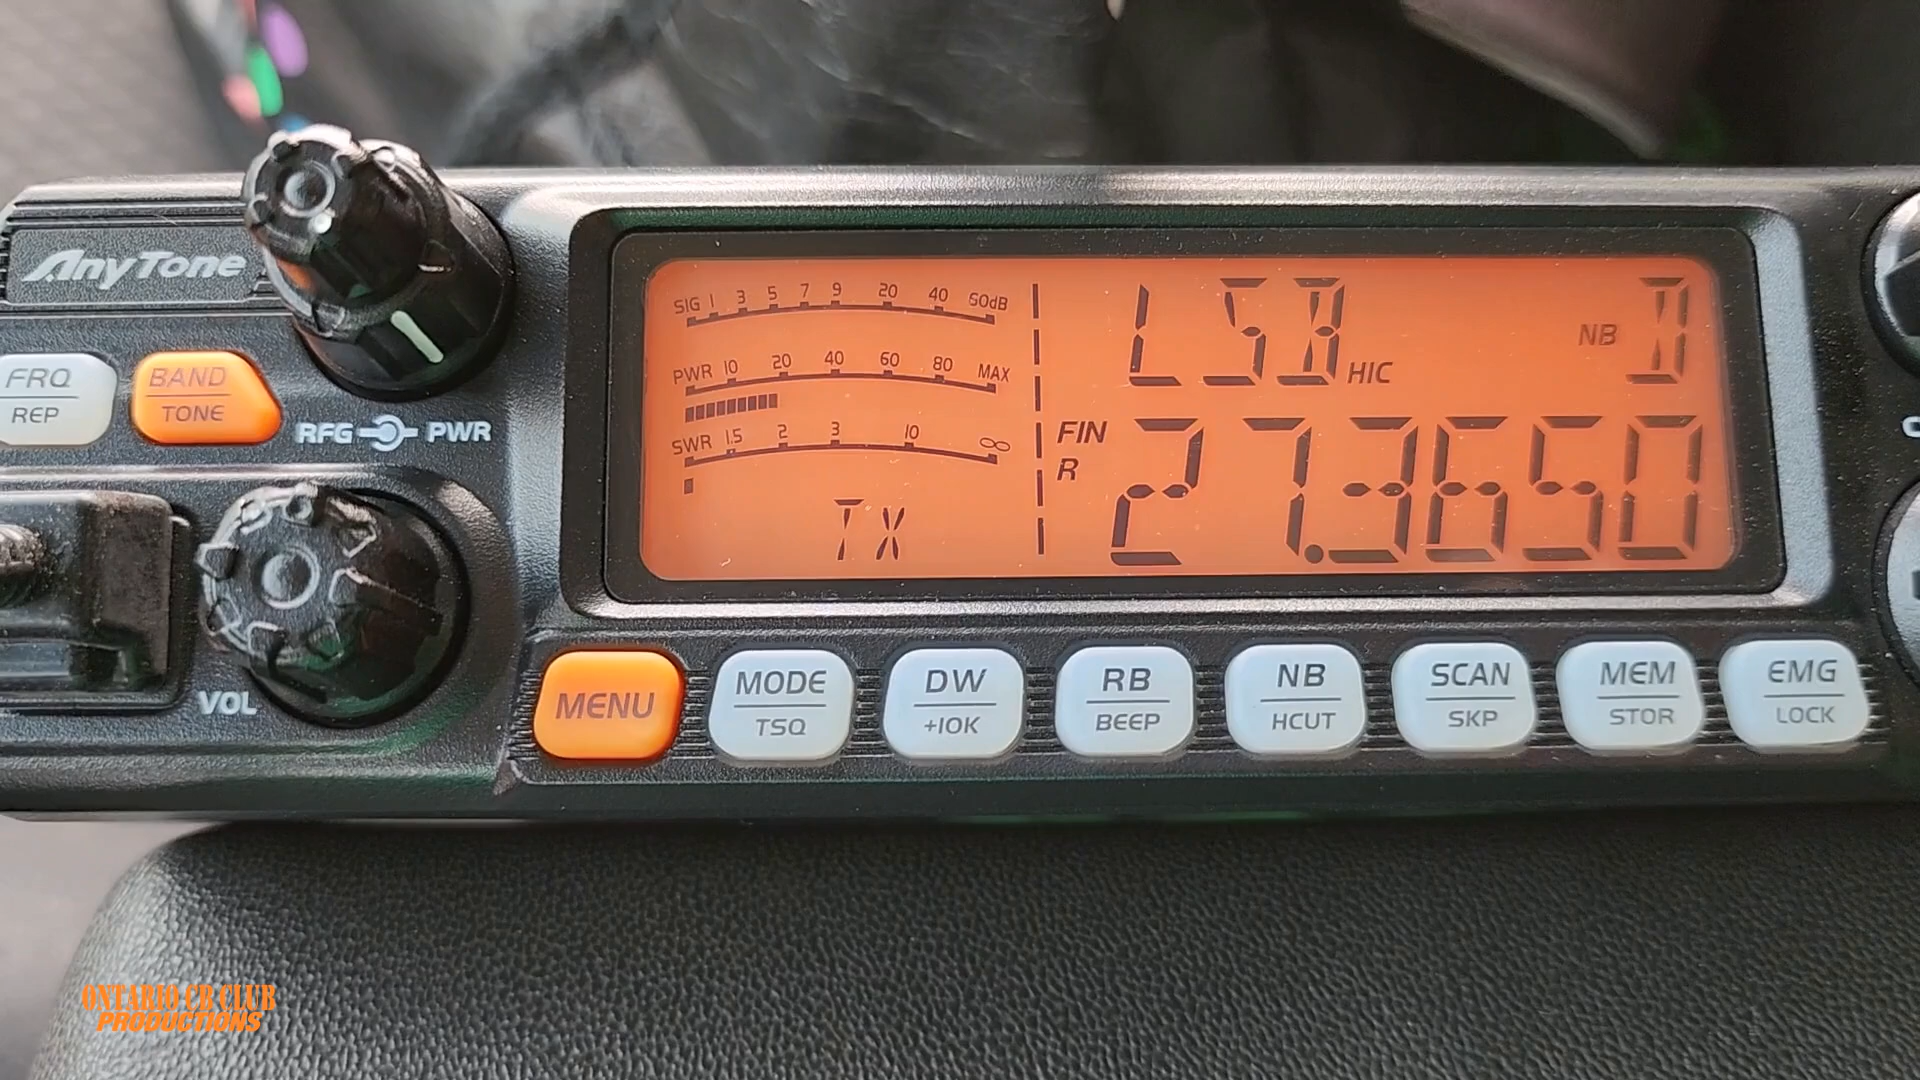 AnyTone
FRQ
REP
BAND
TONE
RFG PWR
VOL
SIG 1 3 5 7 9 20 40 60dB
PWR 10 20 40 60 80 MAX
SWR 1.5 2 3 10 ∞
TX
LSB HIC NB D
FIN
R
27.3650
MENU
MODE
TSQ
DW
+10K
RB
BEEP
NB
HCUT
SCAN
SKP
MEM
STOR
EMG
LOCK
ONTARIO CB CLUB
PRODUCTIONS